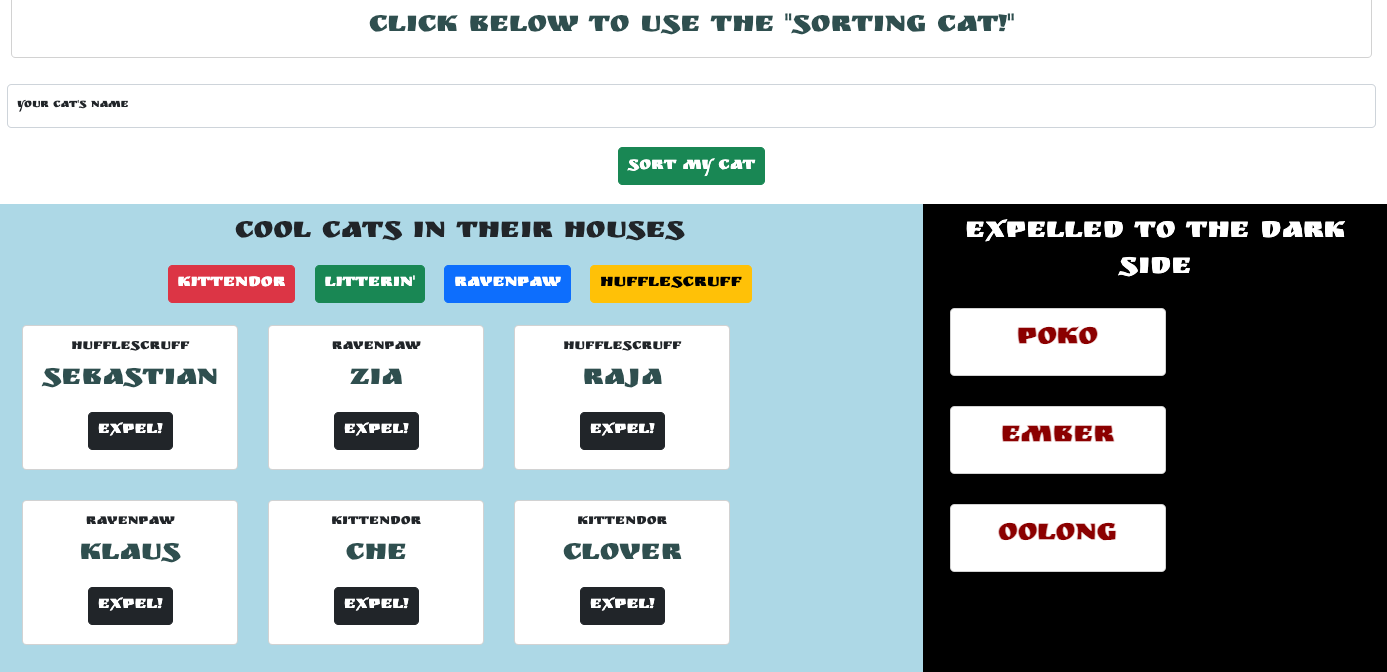 CLICK BELOW TO USE THE "SORTING CAT!"
YOUR CAT'S NAME
SORT MY CAT
COOL CATS IN THEIR HOUSES
KITTENDOR LITTERIN' RAVENPAW HUFFLESCRUFF
HUFFLESCRUFF
SEBASTIAN
EXPEL!
RAVENPAW
ZIA
EXPEL!
HUFFLESCRUFF
RAJA
EXPEL!
RAVENPAW
KLAUS
EXPEL!
KITTENDOR
CHE
EXPEL!
KITTENDOR
CLOVER
EXPEL!
EXPELLED TO THE DARK
SIDE
POKO
EMBER
OOLONG